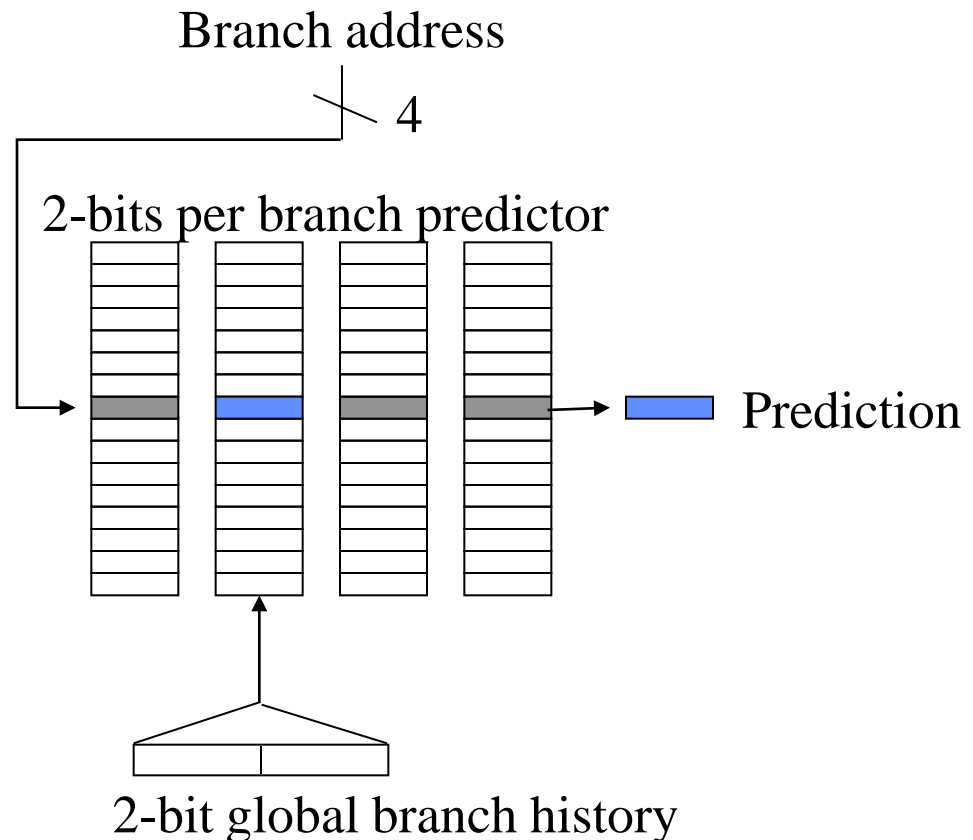 Branch address
4
2-bits per branch predictor
Prediction
2-bit global branch history